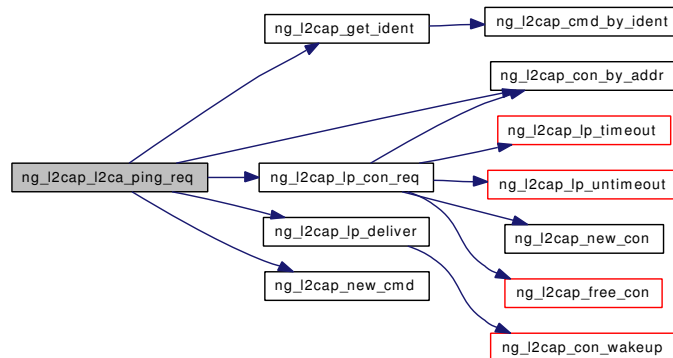 ng_l2cap_l2ca_ping_req
ng_l2cap_get_ident
ng_l2cap_lp_con_req
ng_l2cap_lp_deliver
ng_l2cap_new_cmd
ng_l2cap_cmd_by_ident
ng_l2cap_con_by_addr
ng_l2cap_lp_timeout
ng_l2cap_lp_untimeout
ng_l2cap_new_con
ng_l2cap_free_con
ng_l2cap_con_wakeup